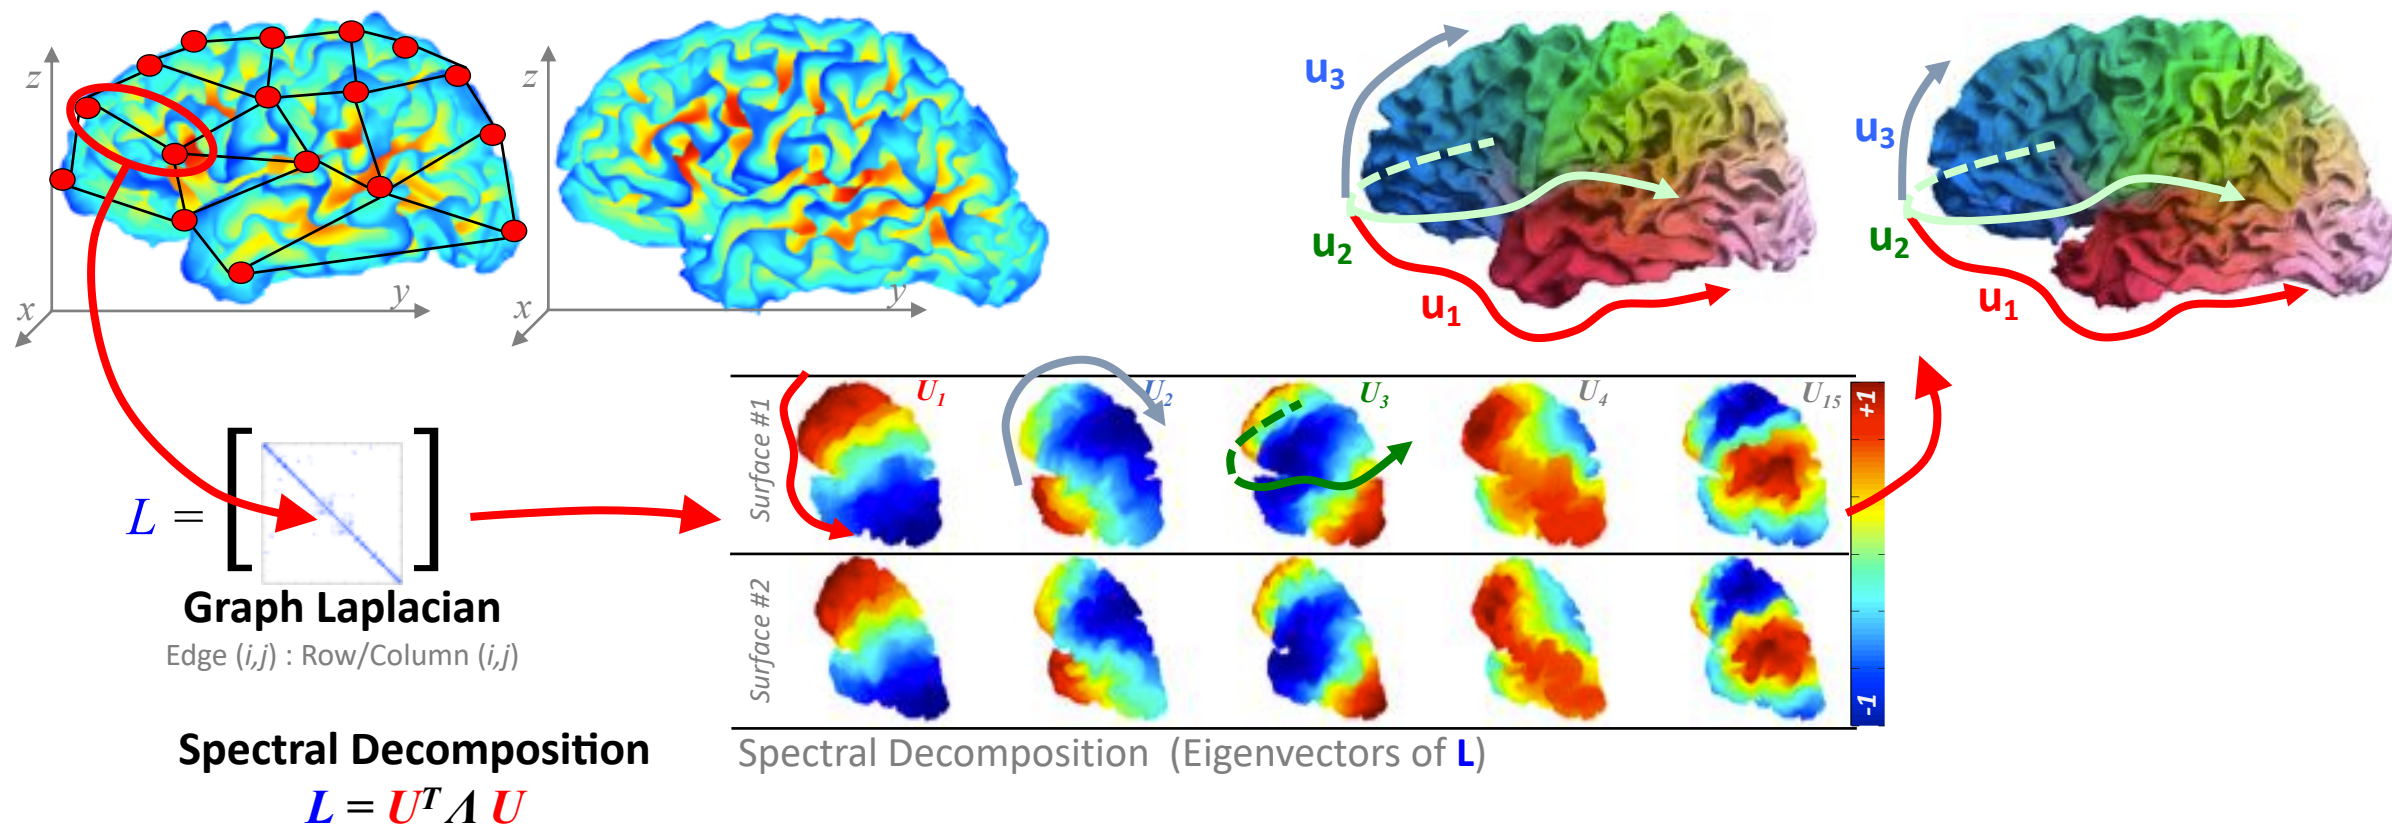 z
y
x
z
y
x
u3
u2
u1
u3
u2
u1
L =
Graph Laplacian
Edge (i,j) : Row/Column (i,j)
Spectral Decomposition
L = U^T Λ U
Surface #1
U1
U2
U3
U4
U15
+1
Surface #2
-1
Spectral Decomposition (Eigenvectors of L)